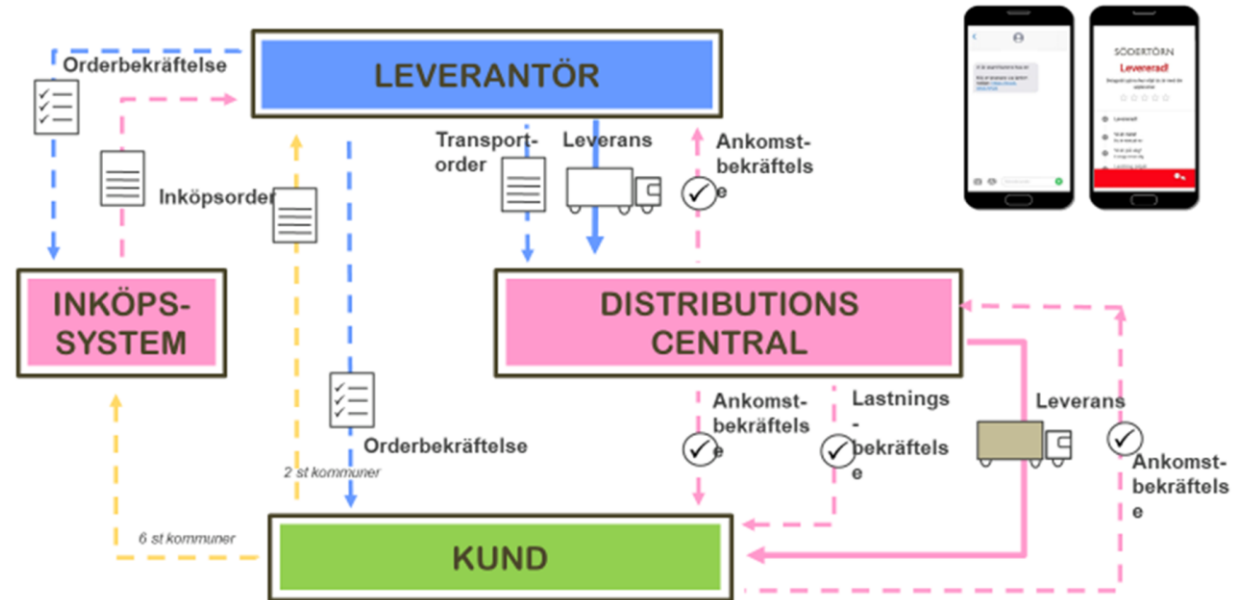 LEVERANTÖR
Orderbekräftelse
Inköpsorder
Transport-
order
Leverans
Ankomst-
bekräftels
e
SÖDERTÖRN
Levererad!
INKÖPS-
SYSTEM
DISTRIBUTIONS
CENTRAL
Orderbekräftelse
2 st kommuner
6 st kommuner
Ankomst-
bekräftels
e
Lastnings
-
bekräftels
e
Leverans
Ankomst-
bekräftels
e
KUND